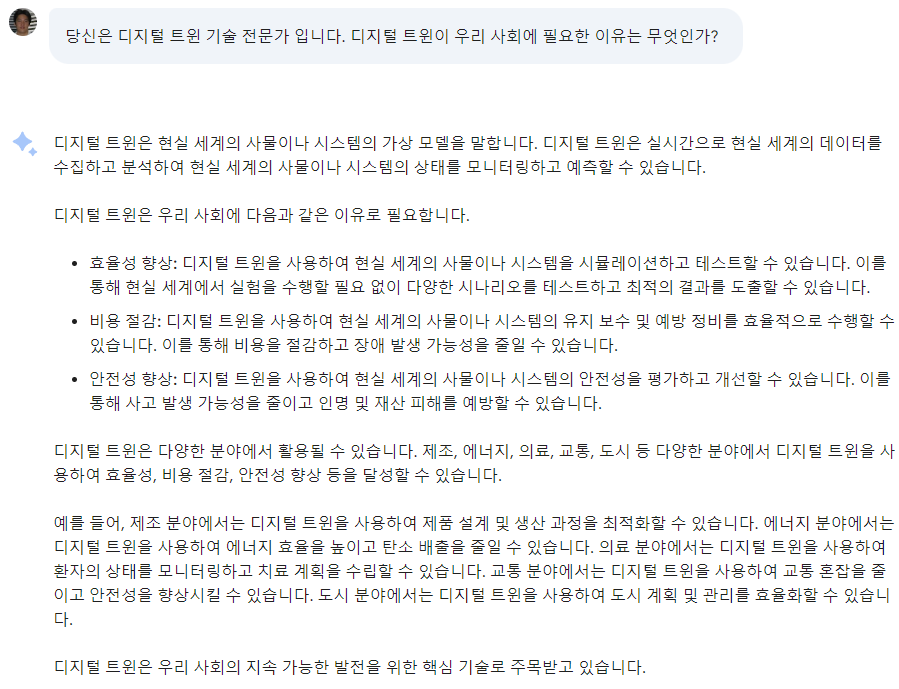 당신은 디지털 트윈 기술 전문가 입니다. 디지털 트윈이 우리 사회에 필요한 이유는 무엇인가?
디지털 트윈은 현실 세계의 사물이나 시스템의 가상 모델을 말합니다. 디지털 트윈은 실시간으로 현실 세계의 데이터를
수집하고 분석하여 현실 세계의 사물이나 시스템의 상태를 모니터링하고 예측할 수 있습니다.
디지털 트윈은 우리 사회에 다음과 같은 이유로 필요합니다.
• 효율성 향상: 디지털 트윈을 사용하여 현실 세계의 사물이나 시스템을 시뮬레이션하고 테스트할 수 있습니다. 이를
통해 현실 세계에서 실험을 수행할 필요 없이 다양한 시나리오를 테스트하고 최적의 결과를 도출할 수 있습니다.
• 비용 절감: 디지털 트윈을 사용하여 현실 세계의 사물이나 시스템의 유지 보수 및 예방 정비를 효율적으로 수행할 수
있습니다. 이를 통해 비용을 절감하고 장애 발생 가능성을 줄일 수 있습니다.
• 안전성 향상: 디지털 트윈을 사용하여 현실 세계의 사물이나 시스템의 안전성을 평가하고 개선할 수 있습니다. 이를
통해 사고 발생 가능성을 줄이고 인명 및 재산 피해를 예방할 수 있습니다.
디지털 트윈은 다양한 분야에서 활용될 수 있습니다. 제조, 에너지, 의료, 교통, 도시 등 다양한 분야에서 디지털 트윈을 사
용하여 효율성, 비용 절감, 안전성 향상 등을 달성할 수 있습니다.
예를 들어, 제조 분야에서는 디지털 트윈을 사용하여 제품 설계 및 생산 과정을 최적화할 수 있습니다. 에너지 분야에서는
디지털 트윈을 사용하여 에너지 효율을 높이고 탄소 배출을 줄일 수 있습니다. 의료 분야에서는 디지털 트윈을 사용하여
환자의 상태를 모니터링하고 치료 계획을 수립할 수 있습니다. 교통 분야에서는 디지털 트윈을 사용하여 교통 혼잡을 줄
이고 안전성을 향상시킬 수 있습니다. 도시 분야에서는 디지털 트윈을 사용하여 도시 계획 및 관리를 효율화할 수 있습니
다.
디지털 트윈은 우리 사회의 지속 가능한 발전을 위한 핵심 기술로 주목받고 있습니다.